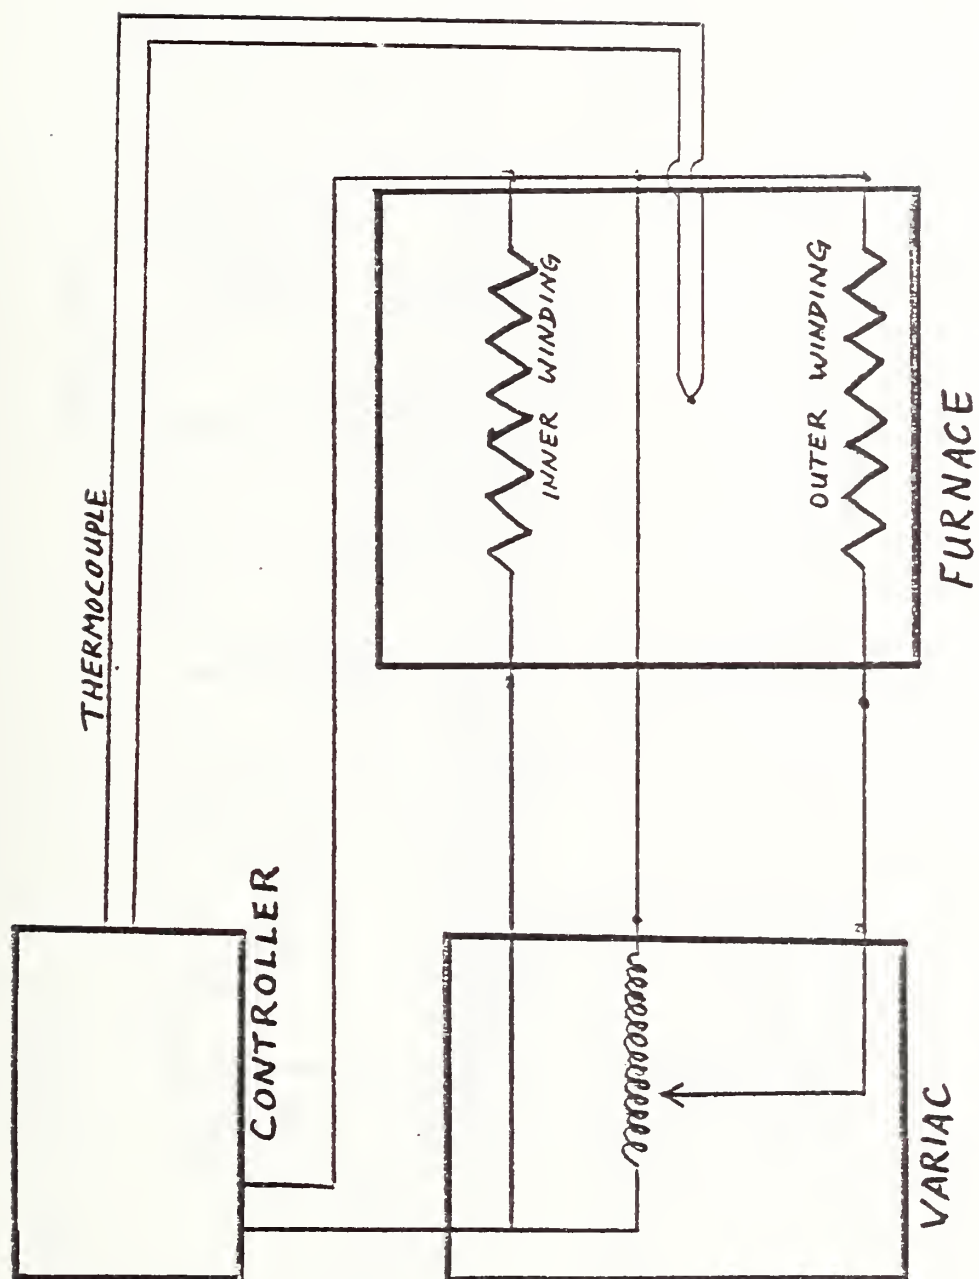 THERMOCOUPLE
CONTROLLER
INNER WINDING
OUTER WINDING
FURNACE
VARIAC